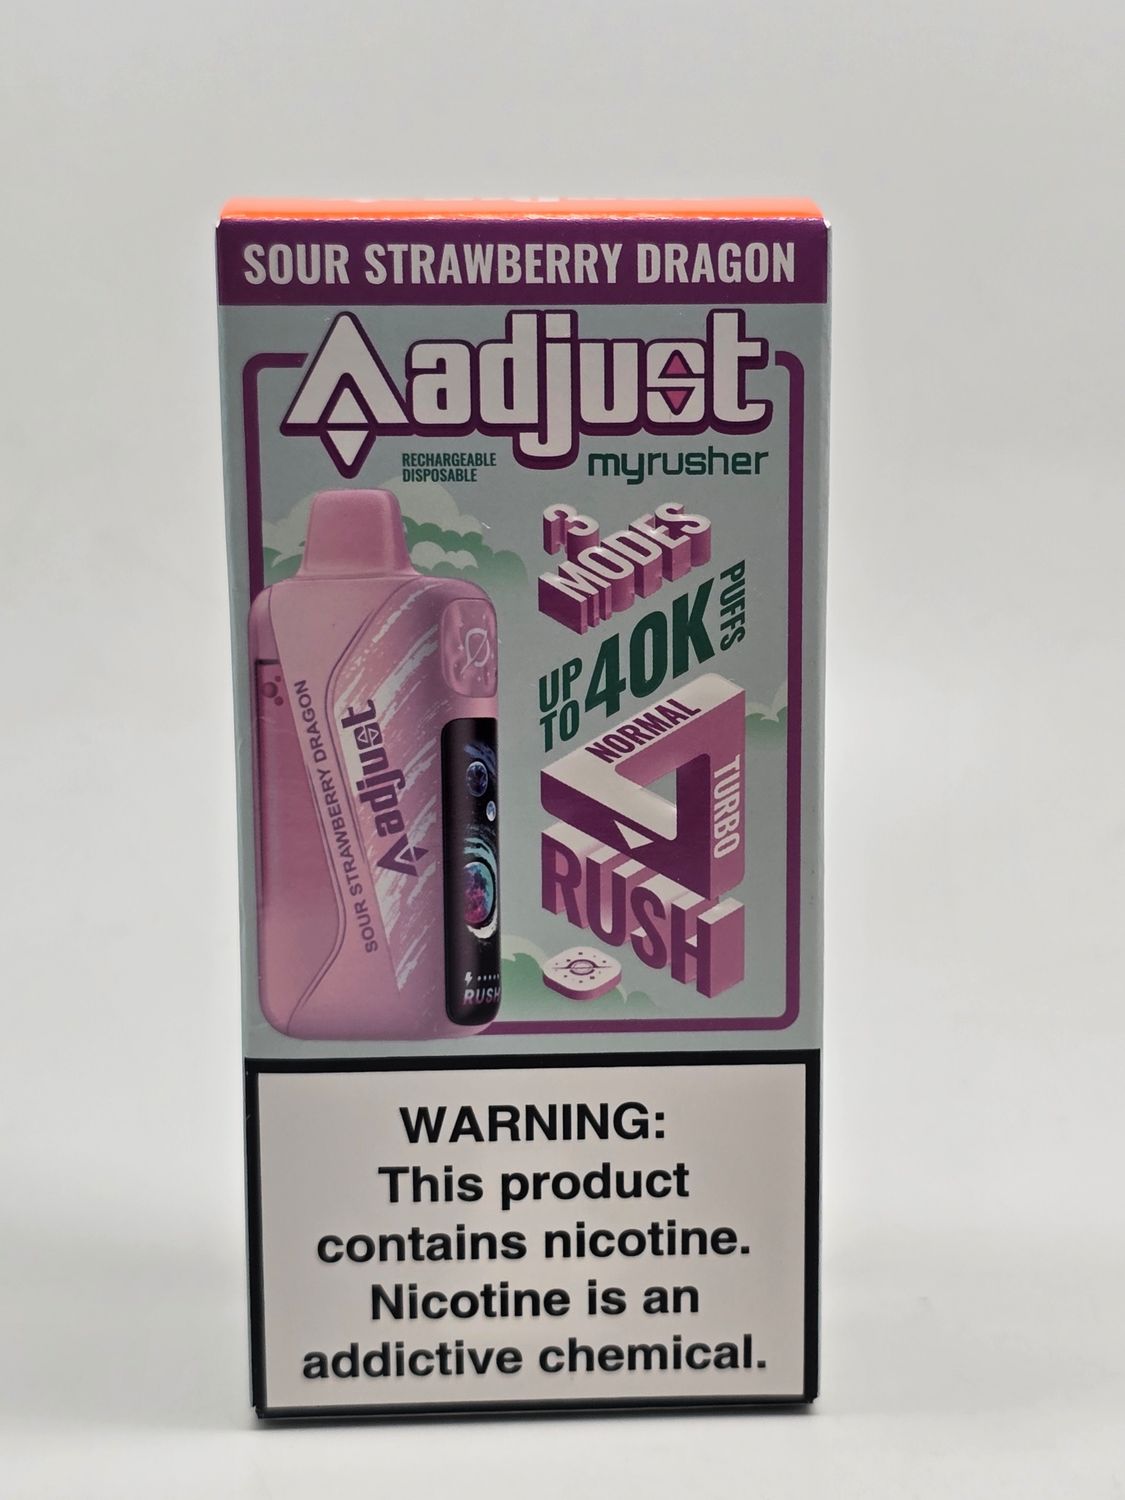 SOUR STRAWBERRY DRAGON
adjust
RECHARGEABLE
DISPOSABLE
myrusher
3
MODES
UP
TO
40K
PUFFS
NORMAL
TURBO
RUSH
SOUR STRAWBERRY DRAGON
adjust
RUSH
WARNING:
This product
contains nicotine.
Nicotine is an
addictive chemical.